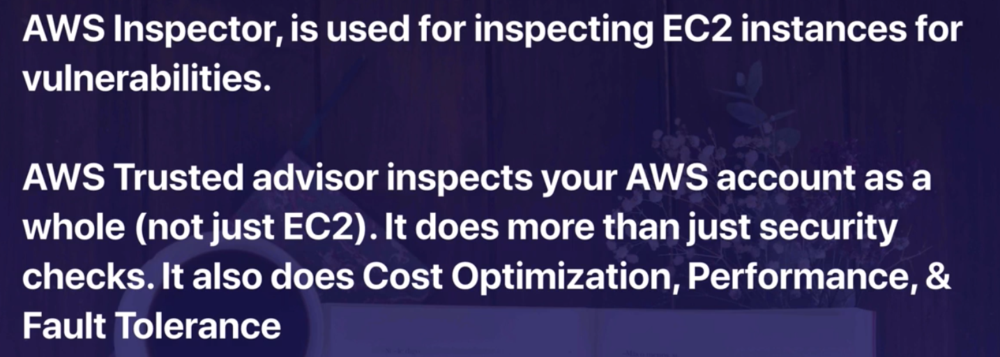 AWS Inspector, is used for inspecting EC2 instances for
vulnerabilities.
AWS Trusted advisor inspects your AWS account as a
whole (not just EC2). It does more than just security
checks. It also does Cost Optimization, Performance, &
Fault Tolerance